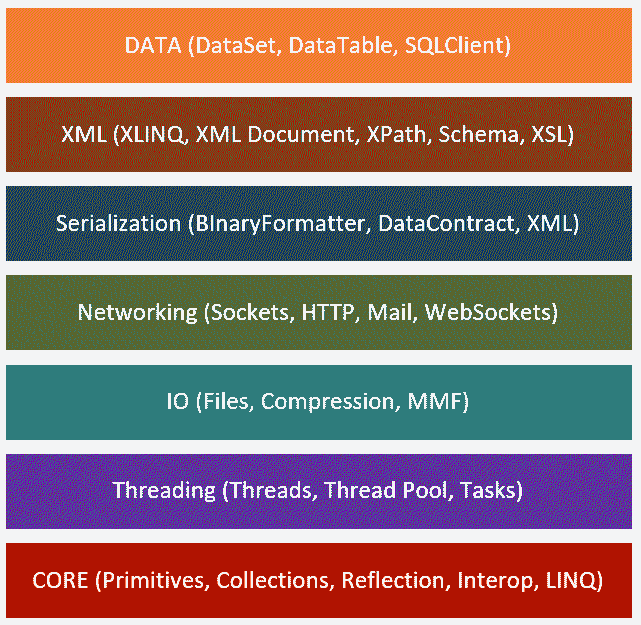 DATA (DataSet, DataTable, SQLClient)
XML (XLINQ, XML Document, XPath, Schema, XSL)
Serialization (BInaryFormatter, DataContract, XML)
Networking (Sockets, HTTP, Mail, WebSockets)
IO (Files, Compression, MMF)
Threading (Threads, Thread Pool, Tasks)
CORE (Primitives, Collections, Reflection, Interop, LINQ)